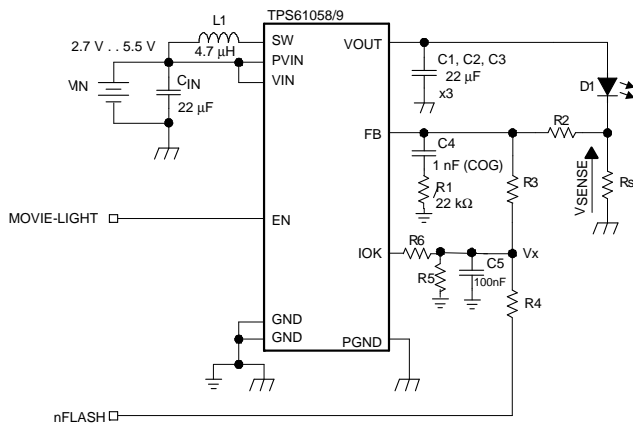 TPS61058/9
L1
4.7 µH
2.7 V . . 5.5 V
SW
PVIN
VIN
VOUT
VIN
CIN
22 µF
C1, C2, C3
22 µF
x3
D1
FB
R2
C4
1 nF (COG)
R1
22 kΩ
R3
VSENSE
Rs
MOVIE-LIGHT
EN
IOK
R6
R5
C5
100nF
Vx
R4
GND
GND
PGND
nFLASH